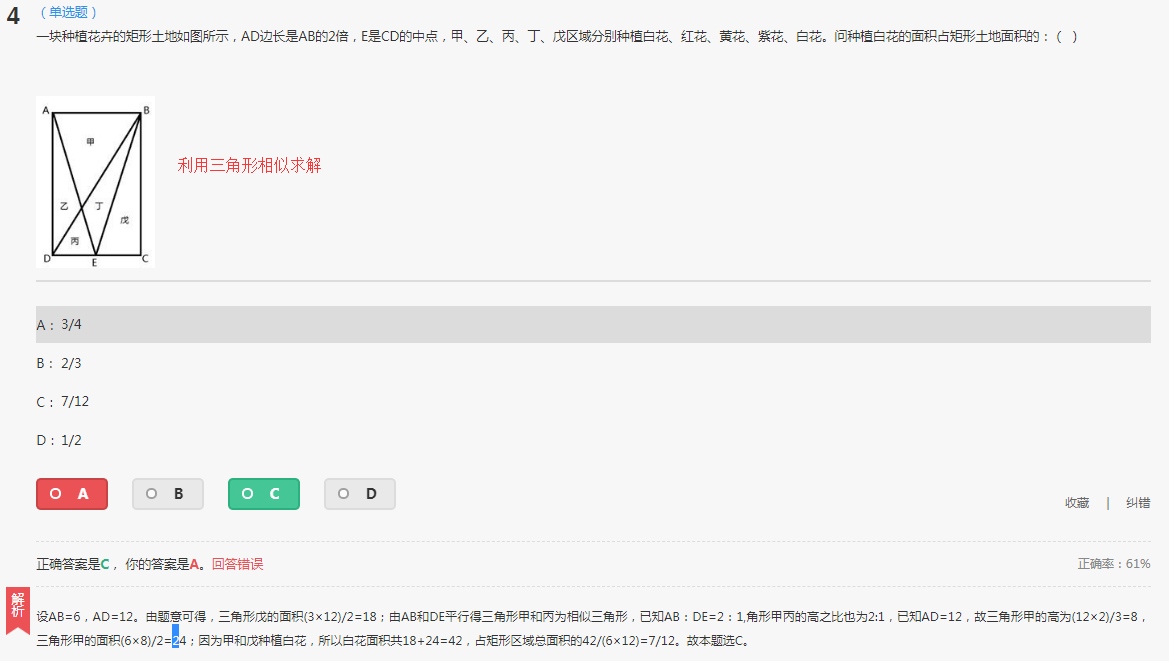 4
（单选题）
一块种植花卉的矩形土地如图所示，AD边长是AB的2倍，E是CD的中点，甲、乙、丙、丁、戊区域分别种植白花、红花、黄花、紫花、白花。问种植白花的面积占矩形土地面积的：（ ）
A
B
甲
利用三角形相似求解
乙
丁
戊
丙
D
E
C
A： 3/4
B： 2/3
C： 7/12
D： 1/2
A
B
C
D
收藏 | 纠错
正确答案是C， 你的答案是A。回答错误
正确率：61%
解析
设AB=6，AD=12。由题意可得，三角形戊的面积(3×12)/2=18；由AB和DE平行得三角形甲和丙为相似三角形，已知AB：DE=2：1,角形甲丙的高之比也为2:1，已知AD=12，故三角形甲的高为(12×2)/3=8，
三角形甲的面积(6×8)/2=24；因为甲和戊种植白花，所以白花面积共18+24=42，占矩形区域总面积的42/(6×12)=7/12。故本题选C。